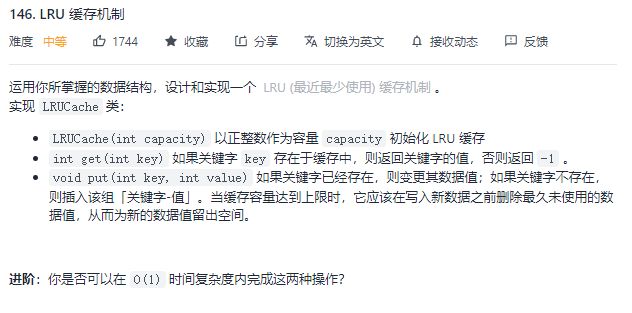 146. LRU 缓存机制
难度 中等 1744 收藏 分享 切换为英文 接收动态 反馈
运用你所掌握的数据结构，设计和实现一个 LRU (最近最少使用) 缓存机制 。
实现 LRUCache 类：
• LRUCache(int capacity) 以正整数作为容量 capacity 初始化 LRU 缓存
• int get(int key) 如果关键字 key 存在于缓存中，则返回关键字的值，否则返回 -1 。
• void put(int key, int value) 如果关键字已经存在，则变更其数据值；如果关键字不存在，
则插入该组「关键字-值」。当缓存容量达到上限时，它应该在写入新数据之前删除最久未使用的数
据值，从而为新的数据值留出空间。
进阶：你是否可以在 O(1) 时间复杂度内完成这两种操作？